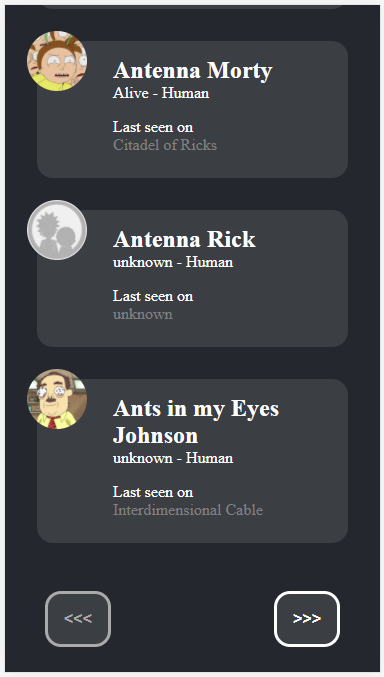 Antenna Morty
Alive - Human
Last seen on
Citadel of Ricks
Antenna Rick
unknown - Human
Last seen on
unknown
Ants in my Eyes
Johnson
unknown - Human
Last seen on
Interdimensional Cable
<<<
>>>